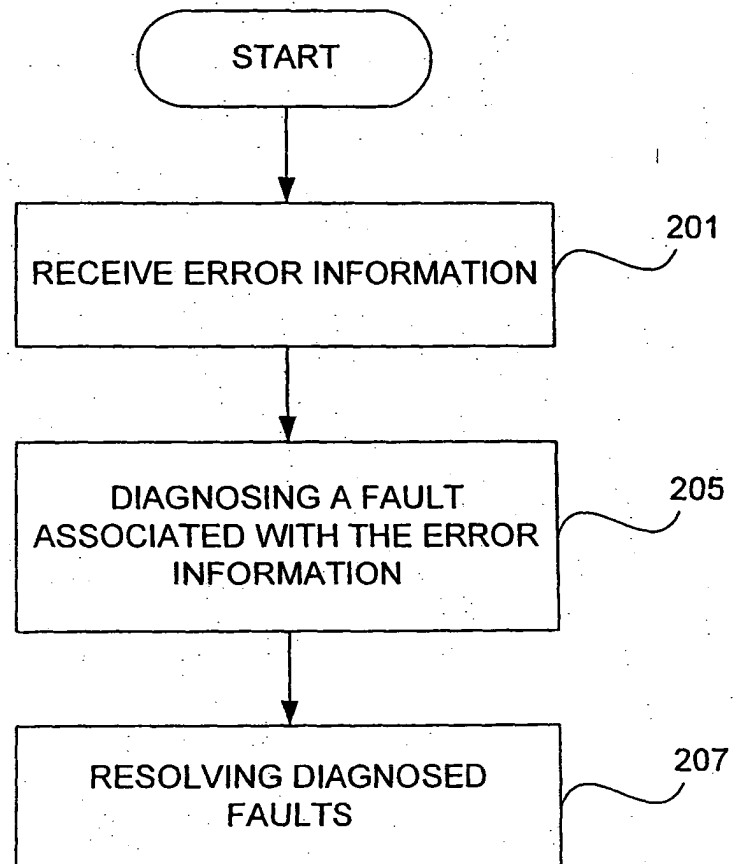 START
201
RECEIVE ERROR INFORMATION
205
DIAGNOSING A FAULT
ASSOCIATED WITH THE ERROR
INFORMATION
207
RESOLVING DIAGNOSED
FAULTS